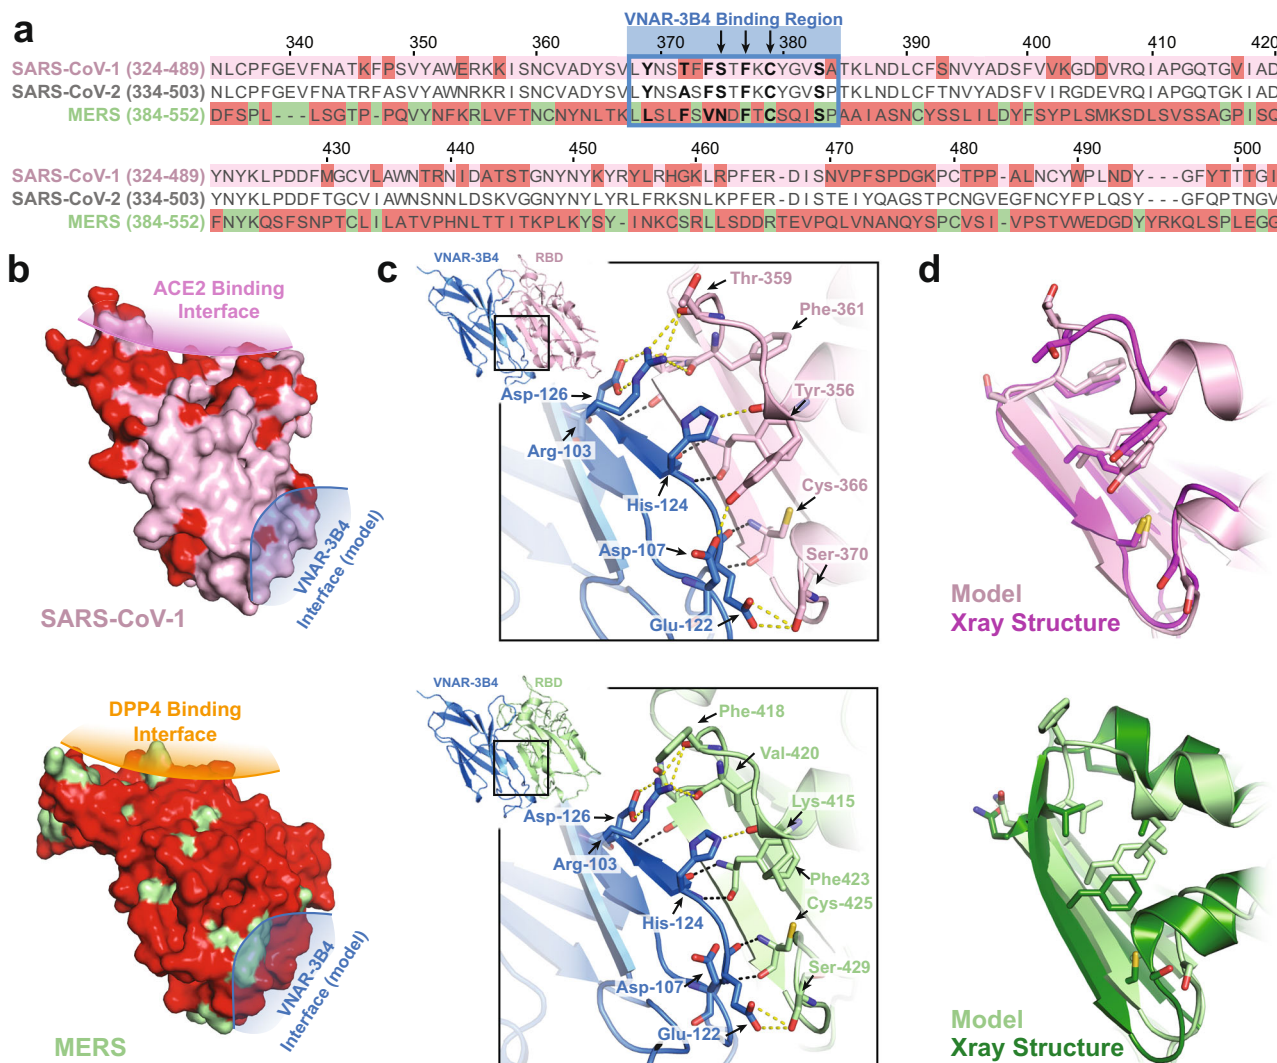 a
VNAR-3B4 Binding Region
340 350 360 370 380 390 400 410 420
SARS-CoV-1 (324-489) NLCPFGEVFNATKFPSVYAWERKKISNCVADYSVLYNSTFFSTFKCYGVSATKLNDLCFSNVYADSFVVKGDDVRQIAPGQTGVIAD
SARS-CoV-2 (334-503) NLCPFGEVFNATRFASVYAWNRKRISNCVADYSVLYNSASFSTFKCYGVSPTKLNDLCFTNVYADSFVIRGDEVRQIAPGQTGKIAD
MERS (384-552) DFSPL---LSGTP-PQVYNFKRLVFTNCNYNLTKLLSLFSVNDFTCSQISPAAIASNCYSSLILDYFSYPLSMKSDLSVSSAGPISQ
430 440 450 460 470 480 490 500
SARS-CoV-1 (324-489) YNYKLPDDFMGCVLAWNTRNIDATSTGNYNYKYRYLRHGKLRPFER-DISNVPFSPDGKPCTPP-ALNCYWPLNDY---GFYTTTGI
SARS-CoV-2 (334-503) YNYKLPDDFTGCVIAWNSNNLDSKVGGNYNYLYRLFRKSNLKPFER-DISTEIYQAGSTPCNGVEGFNCYFPLQSY---GFQPTNGV
MERS (384-552) FNYKQSFSNPTCLILATVPHNLTTITKPLKYSY-INKCSRLLSDDRTEVPQLVNANQYSPCVSI-VPSTVWEDGDYYRKQLSPLEGG
b
ACE2 Binding
Interface
VNAR-3B4
Interface (model)
SARS-CoV-1
DPP4 Binding
Interface
VNAR-3B4
Interface (model)
MERS
c
VNAR-3B4
RBD
Thr-359
Phe-361
Asp-126
Tyr-356
Arg-103
Cys-366
His-124
Asp-107
Ser-370
Glu-122
VNAR-3B4
RBD
Phe-418
Val-420
Asp-126
Lys-415
Arg-103
Phe423
Cys-425
His-124
Ser-429
Asp-107
Glu-122
d
Model
Xray Structure
Model
Xray Structure